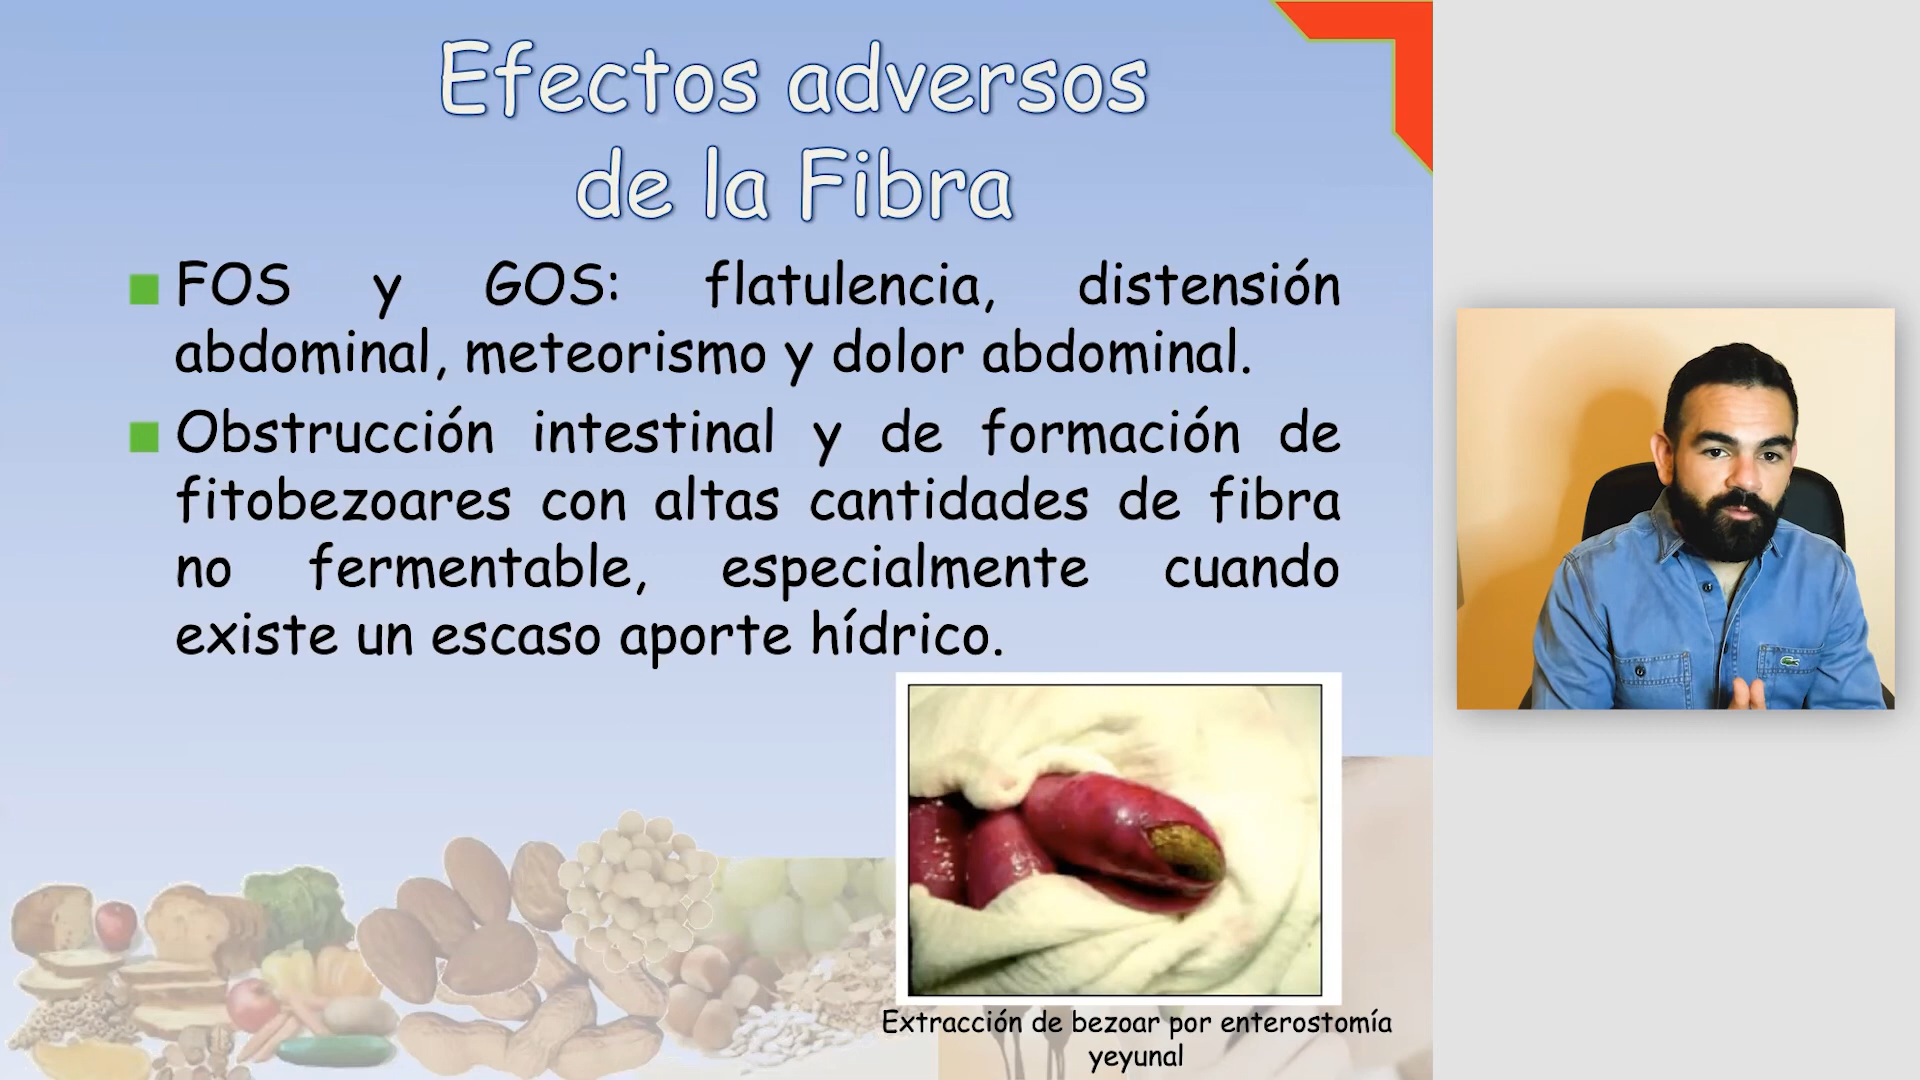 Efectos adversos
de la Fibra
FOS y GOS: flatulencia, distensión
abdominal, meteorismo y dolor abdominal.
Obstrucción intestinal y de formación de
fitobezoares con altas cantidades de fibra
no fermentable, especialmente cuando
existe un escaso aporte hídrico.
Extracción de bezoar por enterostomía
yeyunal